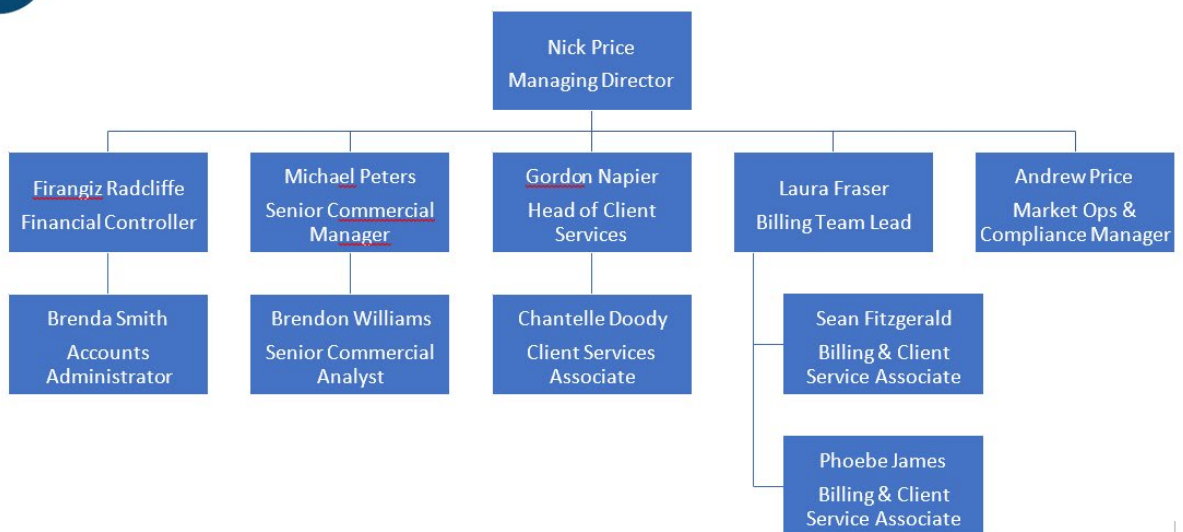 Nick Price
Managing Director
Firangiz Radcliffe
Financial Controller
Michael Peters
Senior Commercial
Manager
Gordon Napier
Head of Client
Services
Laura Fraser
Billing Team Lead
Andrew Price
Market Ops &
Compliance Manager
Brenda Smith
Accounts
Administrator
Brendon Williams
Senior Commercial
Analyst
Chantelle Doody
Client Services
Associate
Sean Fitzgerald
Billing & Client
Service Associate
Phoebe James
Billing & Client
Service Associate